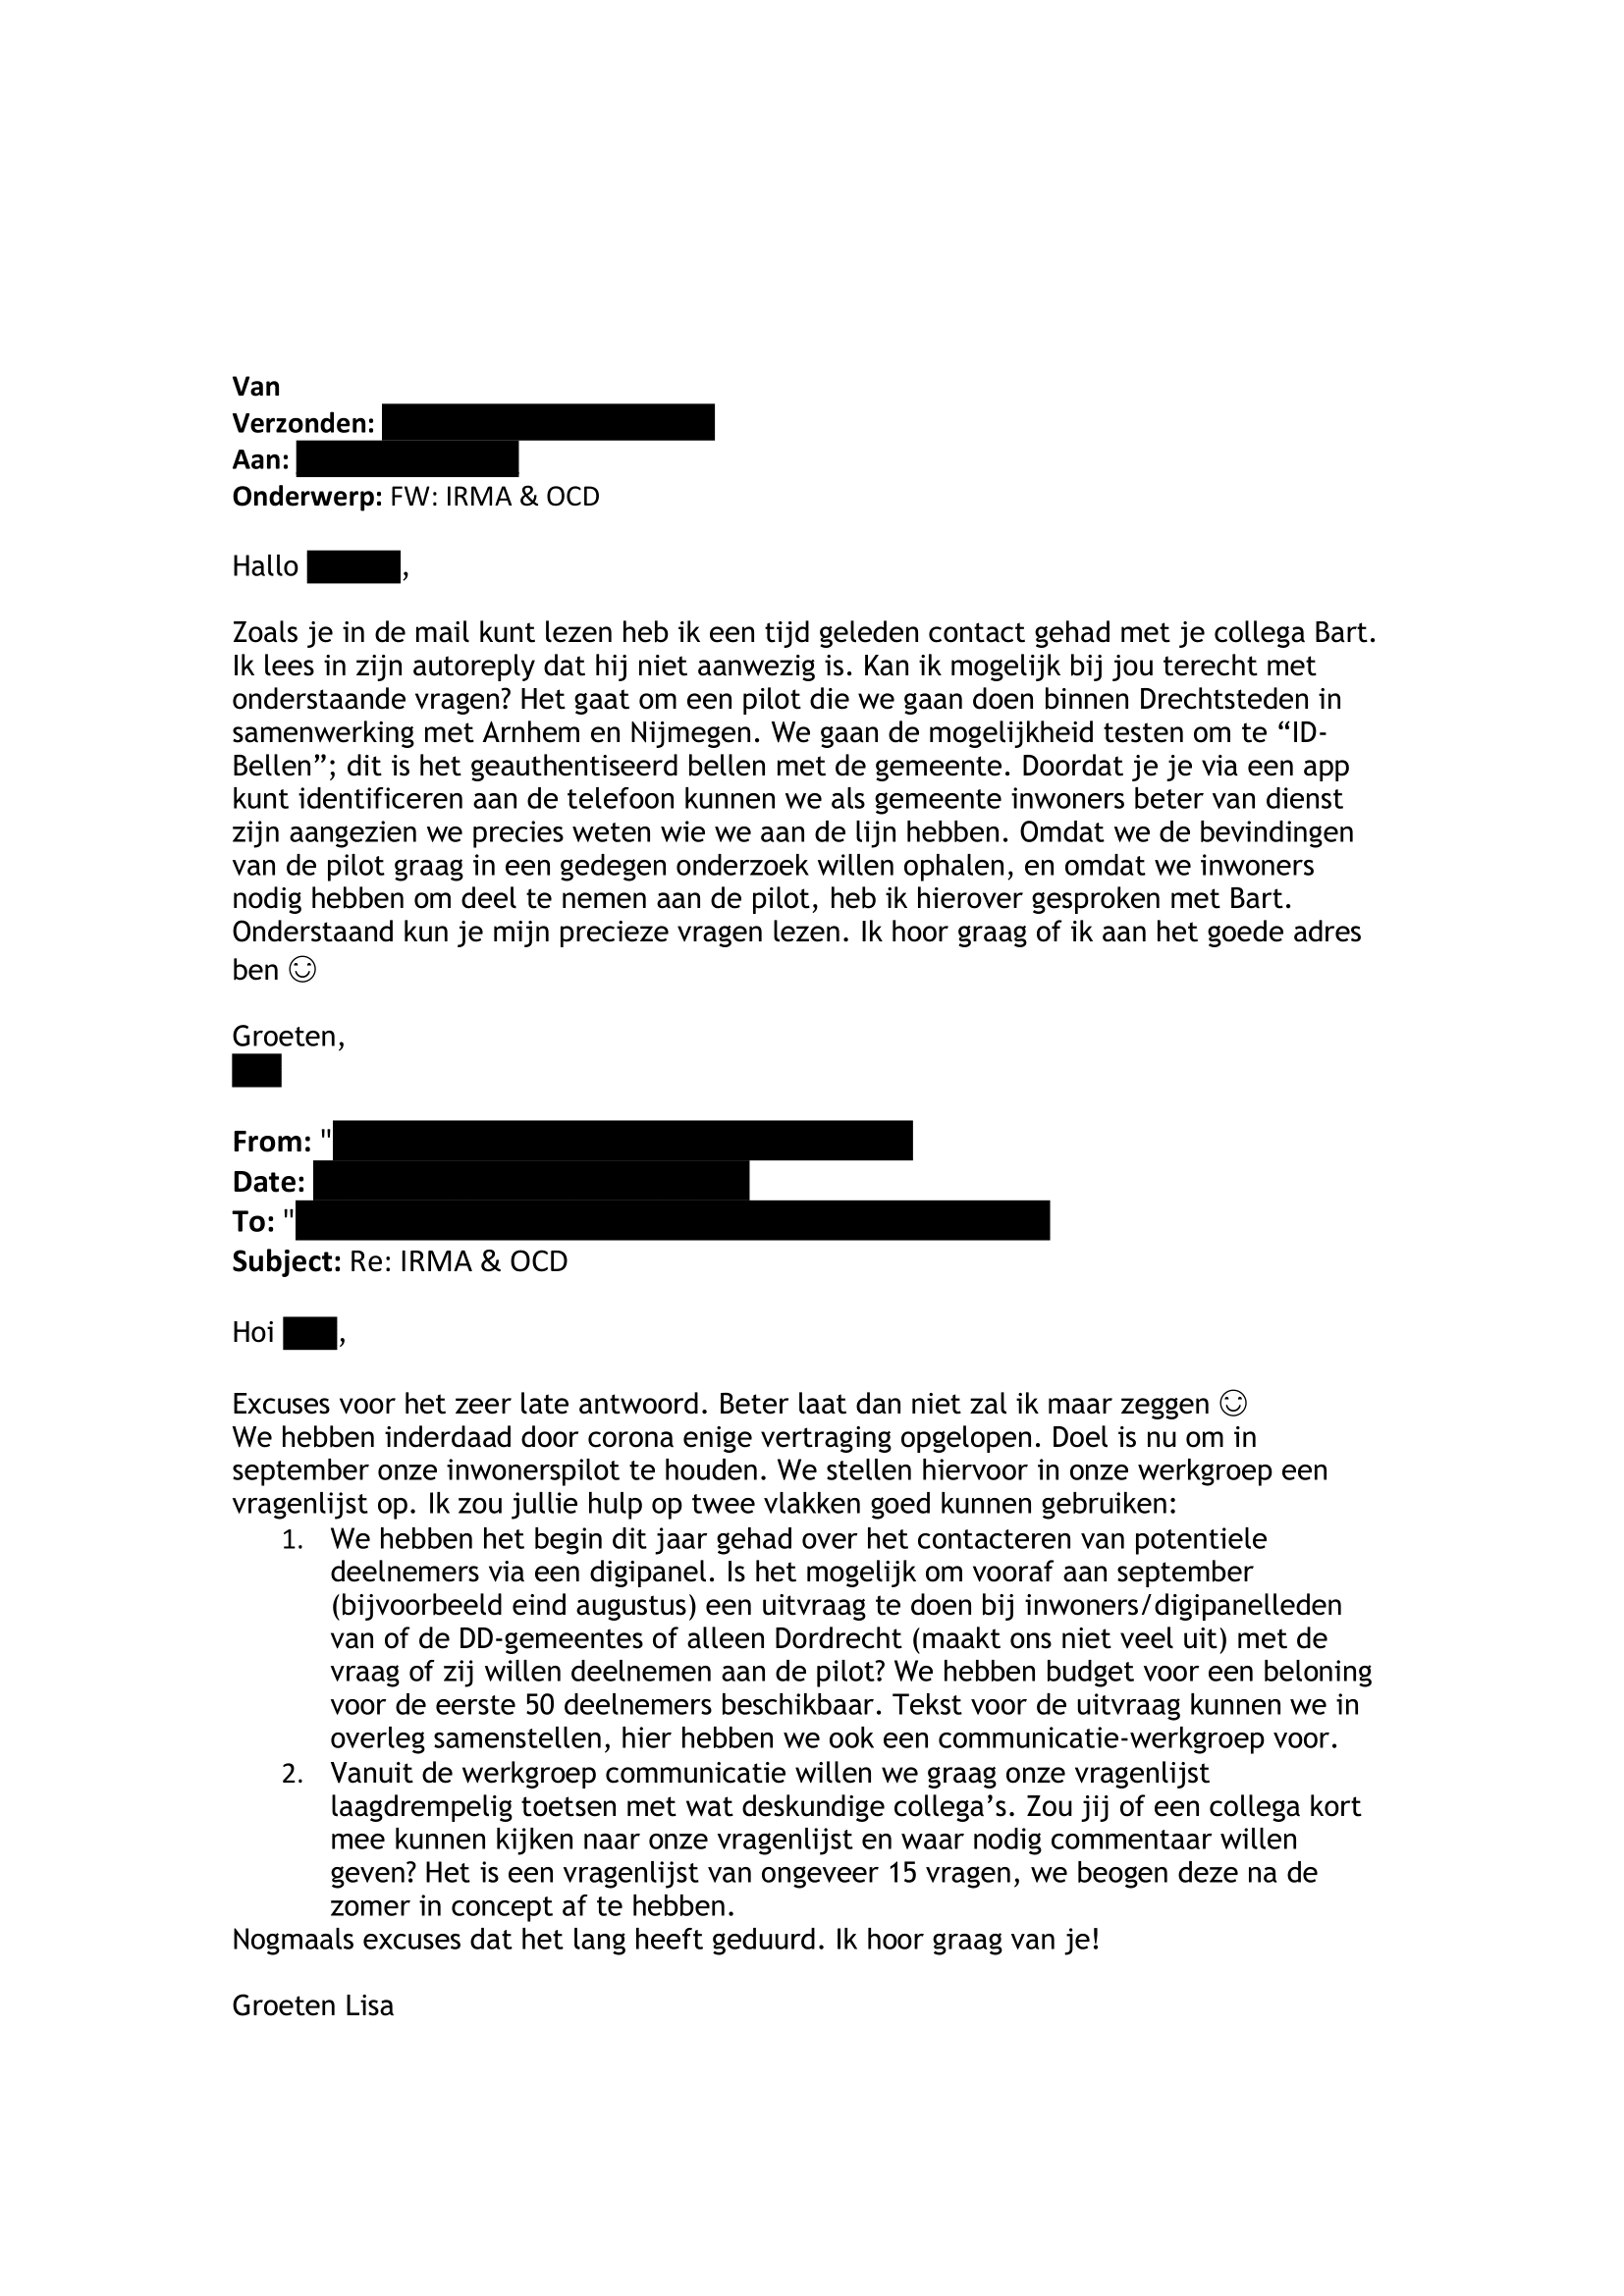 Van
Verzonden:
Aan:
Onderwerp: FW: IRMA & OCD
Hallo ,
Zoals je in de mail kunt lezen heb ik een tijd geleden contact gehad met je collega Bart.
Ik lees in zijn autoreply dat hij niet aanwezig is. Kan ik mogelijk bij jou terecht met
onderstaande vragen? Het gaat om een pilot die we gaan doen binnen Drechtsteden in
samenwerking met Arnhem en Nijmegen. We gaan de mogelijkheid testen om te “ID-
Bellen”; dit is het geauthentiseerd bellen met de gemeente. Doordat je je via een app
kunt identificeren aan de telefoon kunnen we als gemeente inwoners beter van dienst
zijn aangezien we precies weten wie we aan de lijn hebben. Omdat we de bevindingen
van de pilot graag in een gedegen onderzoek willen ophalen, en omdat we inwoners
nodig hebben om deel te nemen aan de pilot, heb ik hierover gesproken met Bart.
Onderstaand kun je mijn precieze vragen lezen. Ik hoor graag of ik aan het goede adres
ben ☺
Groeten,
From: "
Date:
To: "
Subject: Re: IRMA & OCD
Hoi ,
Excuses voor het zeer late antwoord. Beter laat dan niet zal ik maar zeggen ☺
We hebben inderdaad door corona enige vertraging opgelopen. Doel is nu om in
september onze inwonerspilot te houden. We stellen hiervoor in onze werkgroep een
vragenlijst op. Ik zou jullie hulp op twee vlakken goed kunnen gebruiken:
1. We hebben het begin dit jaar gehad over het contacteren van potentiele
deelnemers via een digipanel. Is het mogelijk om vooraf aan september
(bijvoorbeeld eind augustus) een uitvraag te doen bij inwoners/digipanelleden
van of de DD-gemeentes of alleen Dordrecht (maakt ons niet veel uit) met de
vraag of zij willen deelnemen aan de pilot? We hebben budget voor een beloning
voor de eerste 50 deelnemers beschikbaar. Tekst voor de uitvraag kunnen we in
overleg samenstellen, hier hebben we ook een communicatie-werkgroep voor.
2. Vanuit de werkgroep communicatie willen we graag onze vragenlijst
laagdrempelig toetsen met wat deskundige collega’s. Zou jij of een collega kort
mee kunnen kijken naar onze vragenlijst en waar nodig commentaar willen
geven? Het is een vragenlijst van ongeveer 15 vragen, we beogen deze na de
zomer in concept af te hebben.
Nogmaals excuses dat het lang heeft geduurd. Ik hoor graag van je!
Groeten Lisa